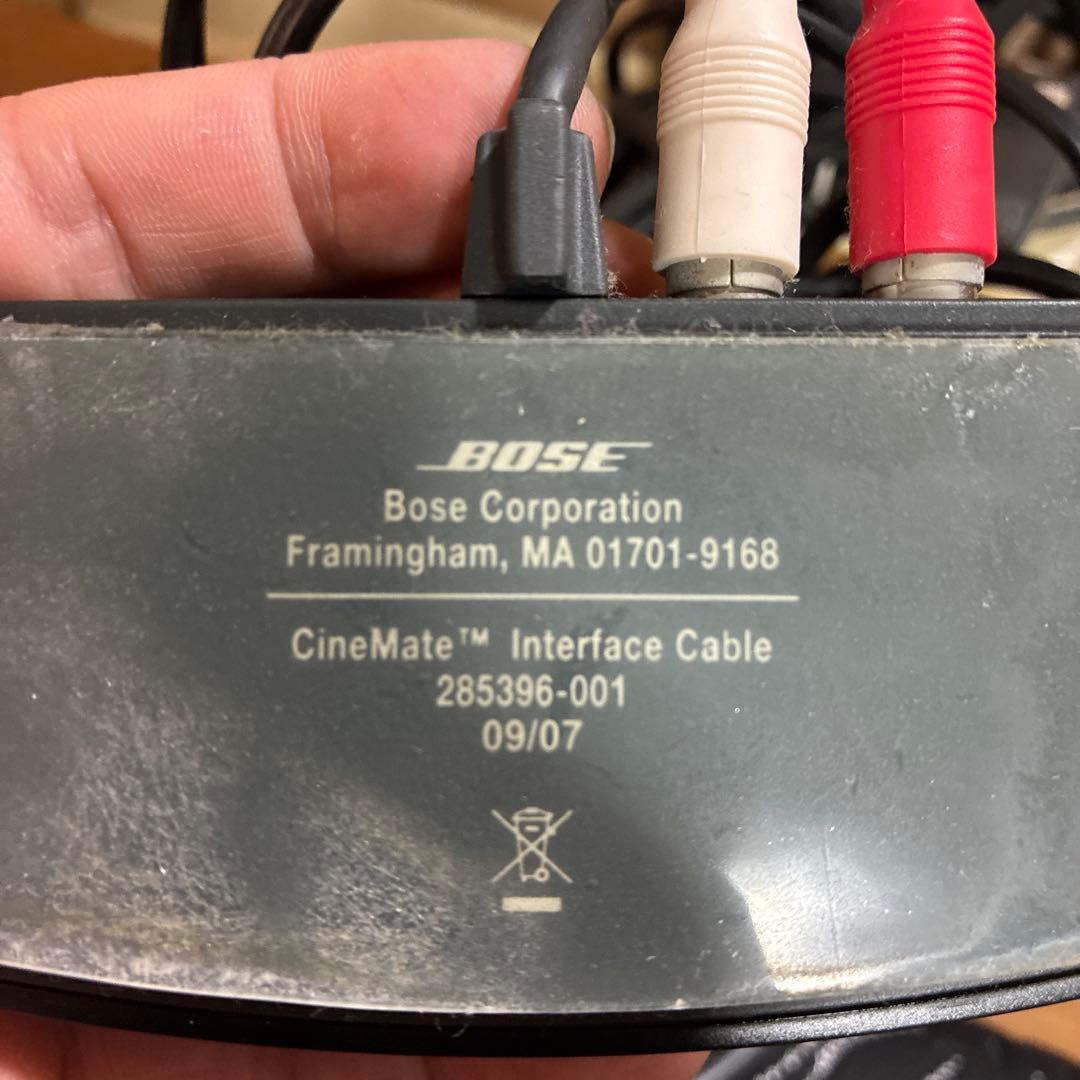 BOSE
Bose Corporation
Framingham, MA 01701-9168
CineMate™ Interface Cable
285396-001
09/07